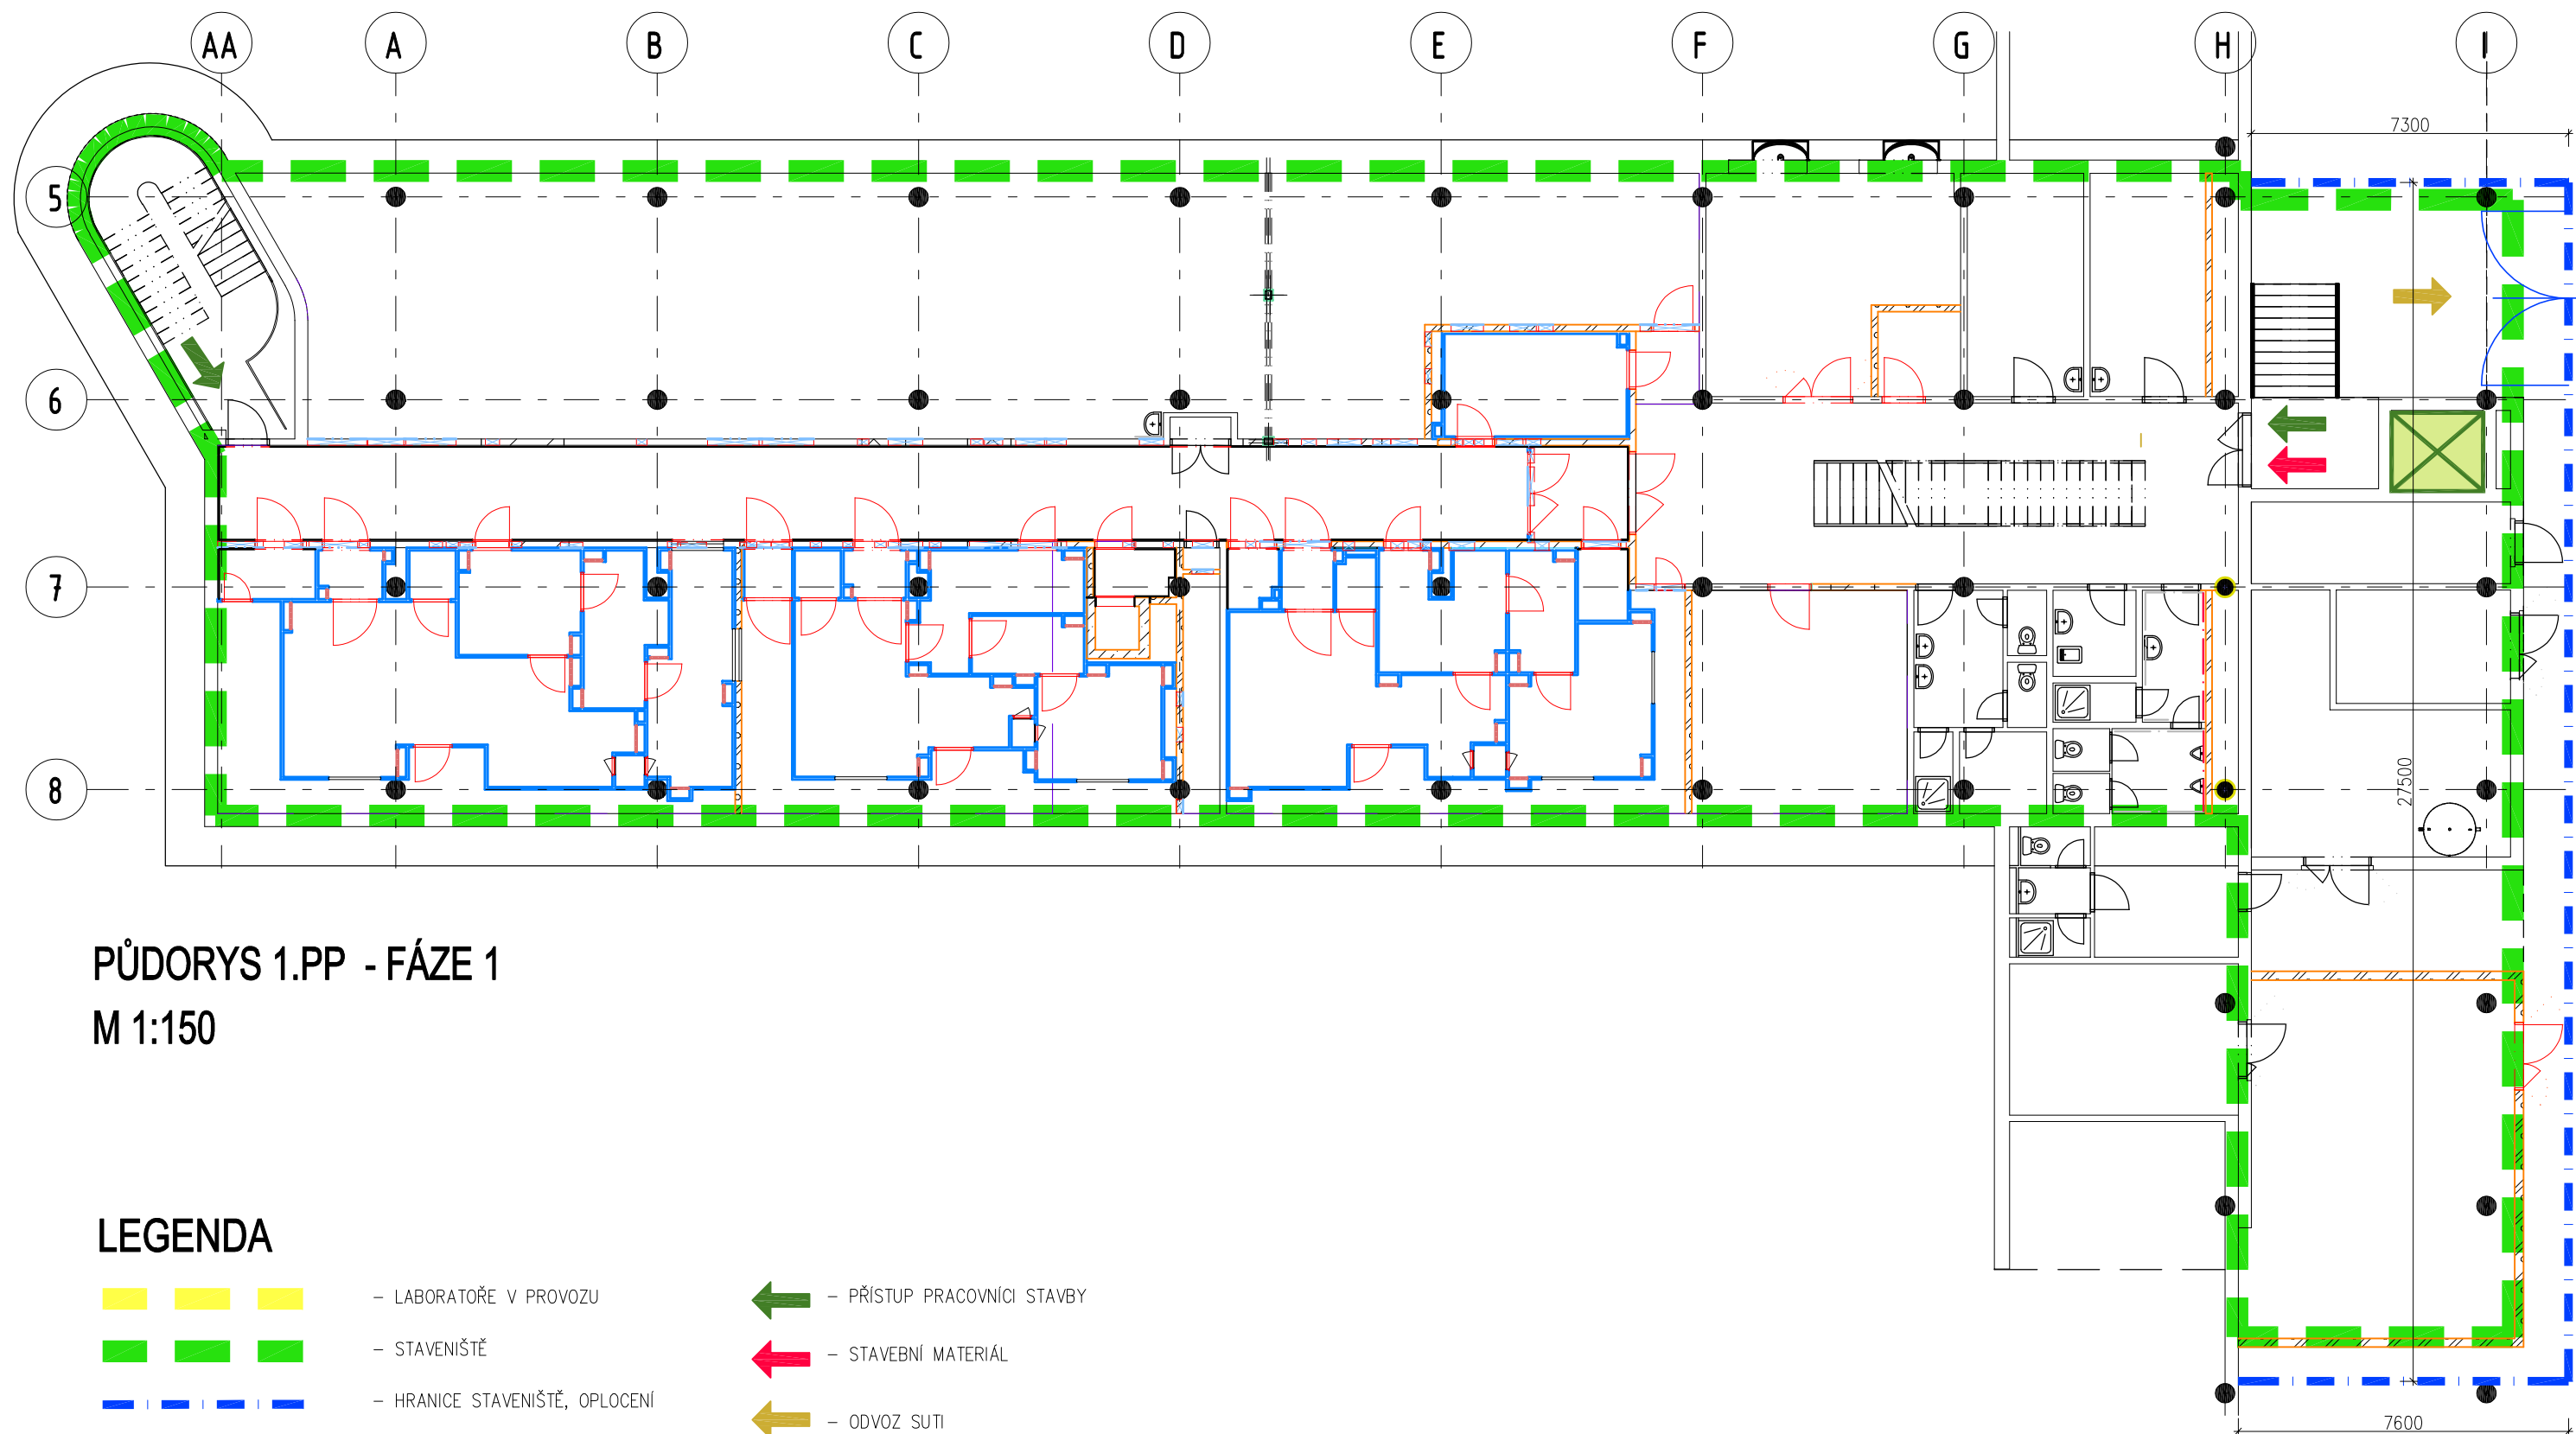 AA A B C D E F G H I
7300
5
6
7
8
27500
PŮDORYS 1.PP - FÁZE 1
M 1:150
LEGENDA
– LABORATOŘE V PROVOZU
– STAVENIŠTĚ
– HRANICE STAVENIŠTĚ, OPLOCENÍ
– PŘÍSTUP PRACOVNÍCI STAVBY
– STAVEBNÍ MATERIÁL
– ODVOZ SUTI
7600